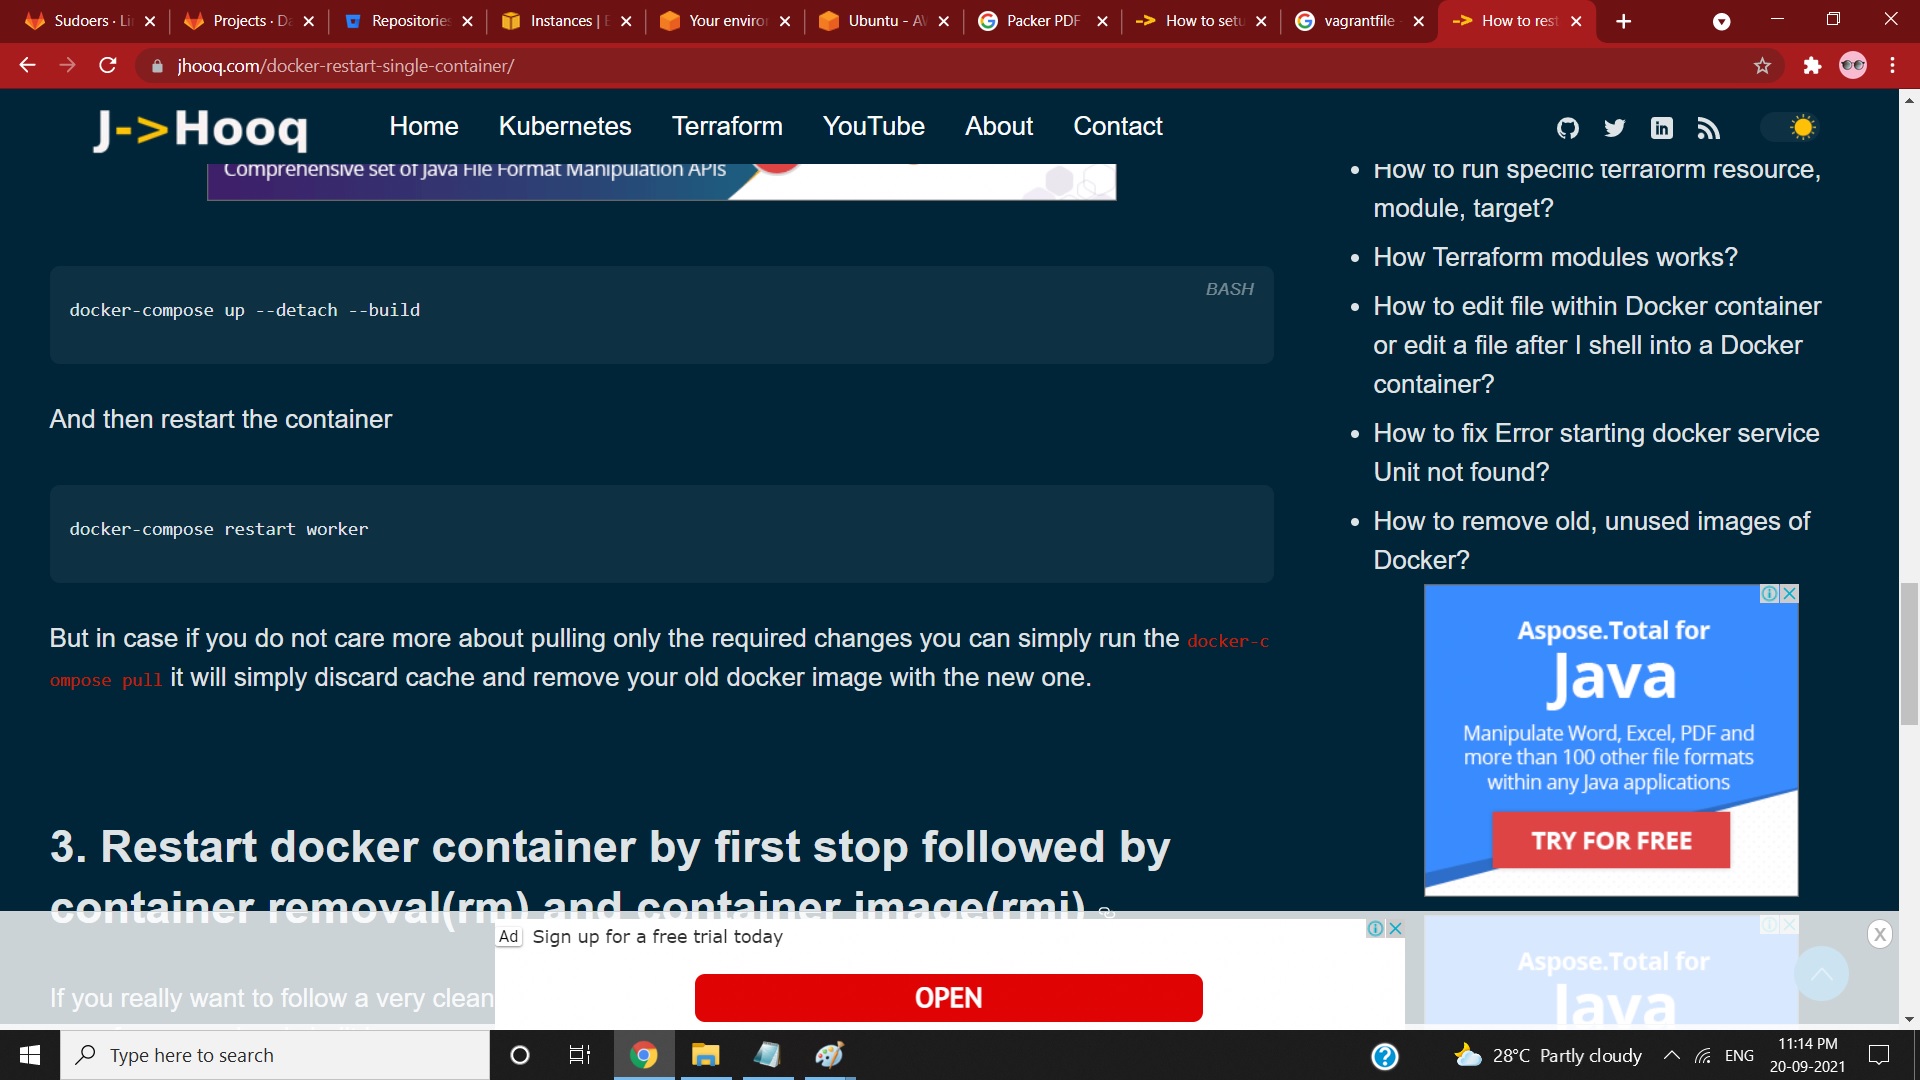 Sudoers · Li
Projects · Da
Repositories
Instances | E
Your enviro
Ubuntu - AW
Packer PDF
How to setu
vagrantfile
How to rest
jhooq.com/docker-restart-single-container/
J->Hooq
Home
Kubernetes
Terraform
YouTube
About
Contact
Comprehensive set of Java File Format Manipulation APIs
BASH
docker-compose up --detach --build
And then restart the container
docker-compose restart worker
But in case if you do not care more about pulling only the required changes you can simply run the docker-c
ompose pull it will simply discard cache and remove your old docker image with the new one.
3. Restart docker container by first stop followed by
container removal(rm) and container image(rmi)
If you really want to follow a very clean
How to run specific terraform resource,
module, target?
How Terraform modules works?
How to edit file within Docker container
or edit a file after I shell into a Docker
container?
How to fix Error starting docker service
Unit not found?
How to remove old, unused images of
Docker?
Aspose.Total for
Java
Manipulate Word, Excel, PDF and
more than 100 other file formats
within any Java applications
TRY FOR FREE
Aspose.Total for
Java
Ad Sign up for a free trial today
OPEN
X
Type here to search
28°C Partly cloudy
ENG
11:14 PM
20-09-2021